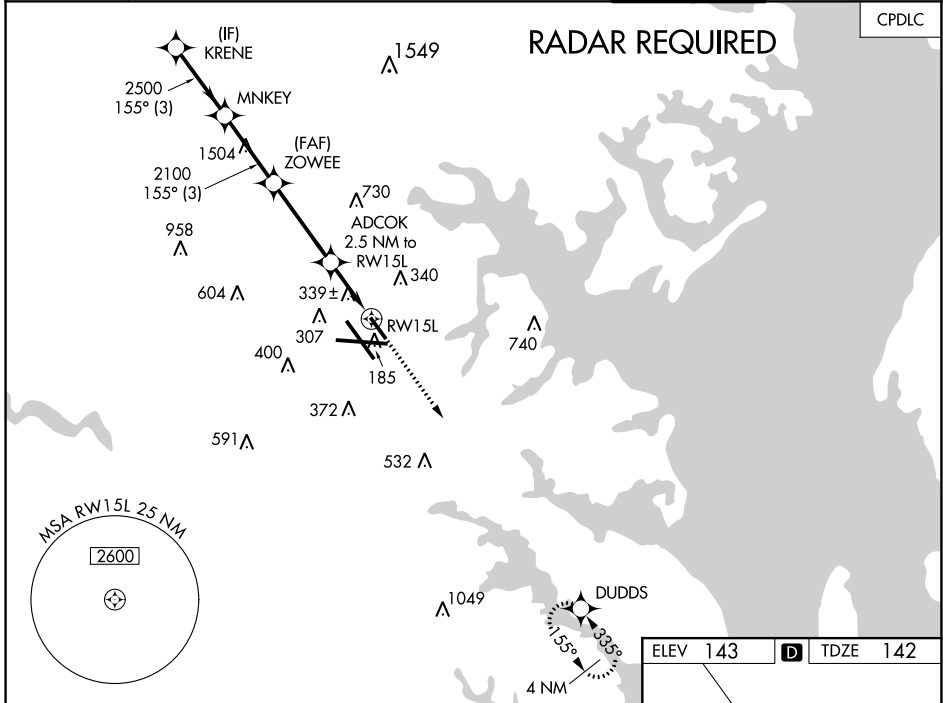 CPDLC
RADAR REQUIRED
(IF)
KRENE
1549
2500
155° (3)
MNKEY
1504
(FAF)
ZOWEE
2100
155° (3)
730
958
ADCOK
2.5 NM to
RW15L
340
604
339±
307
RW15L
740
400
185
372
591
532
MSA RW15L 25 NM
2600
1049
DUDDS
155°
335°
4 NM
ELEV 143 D TDZE 142